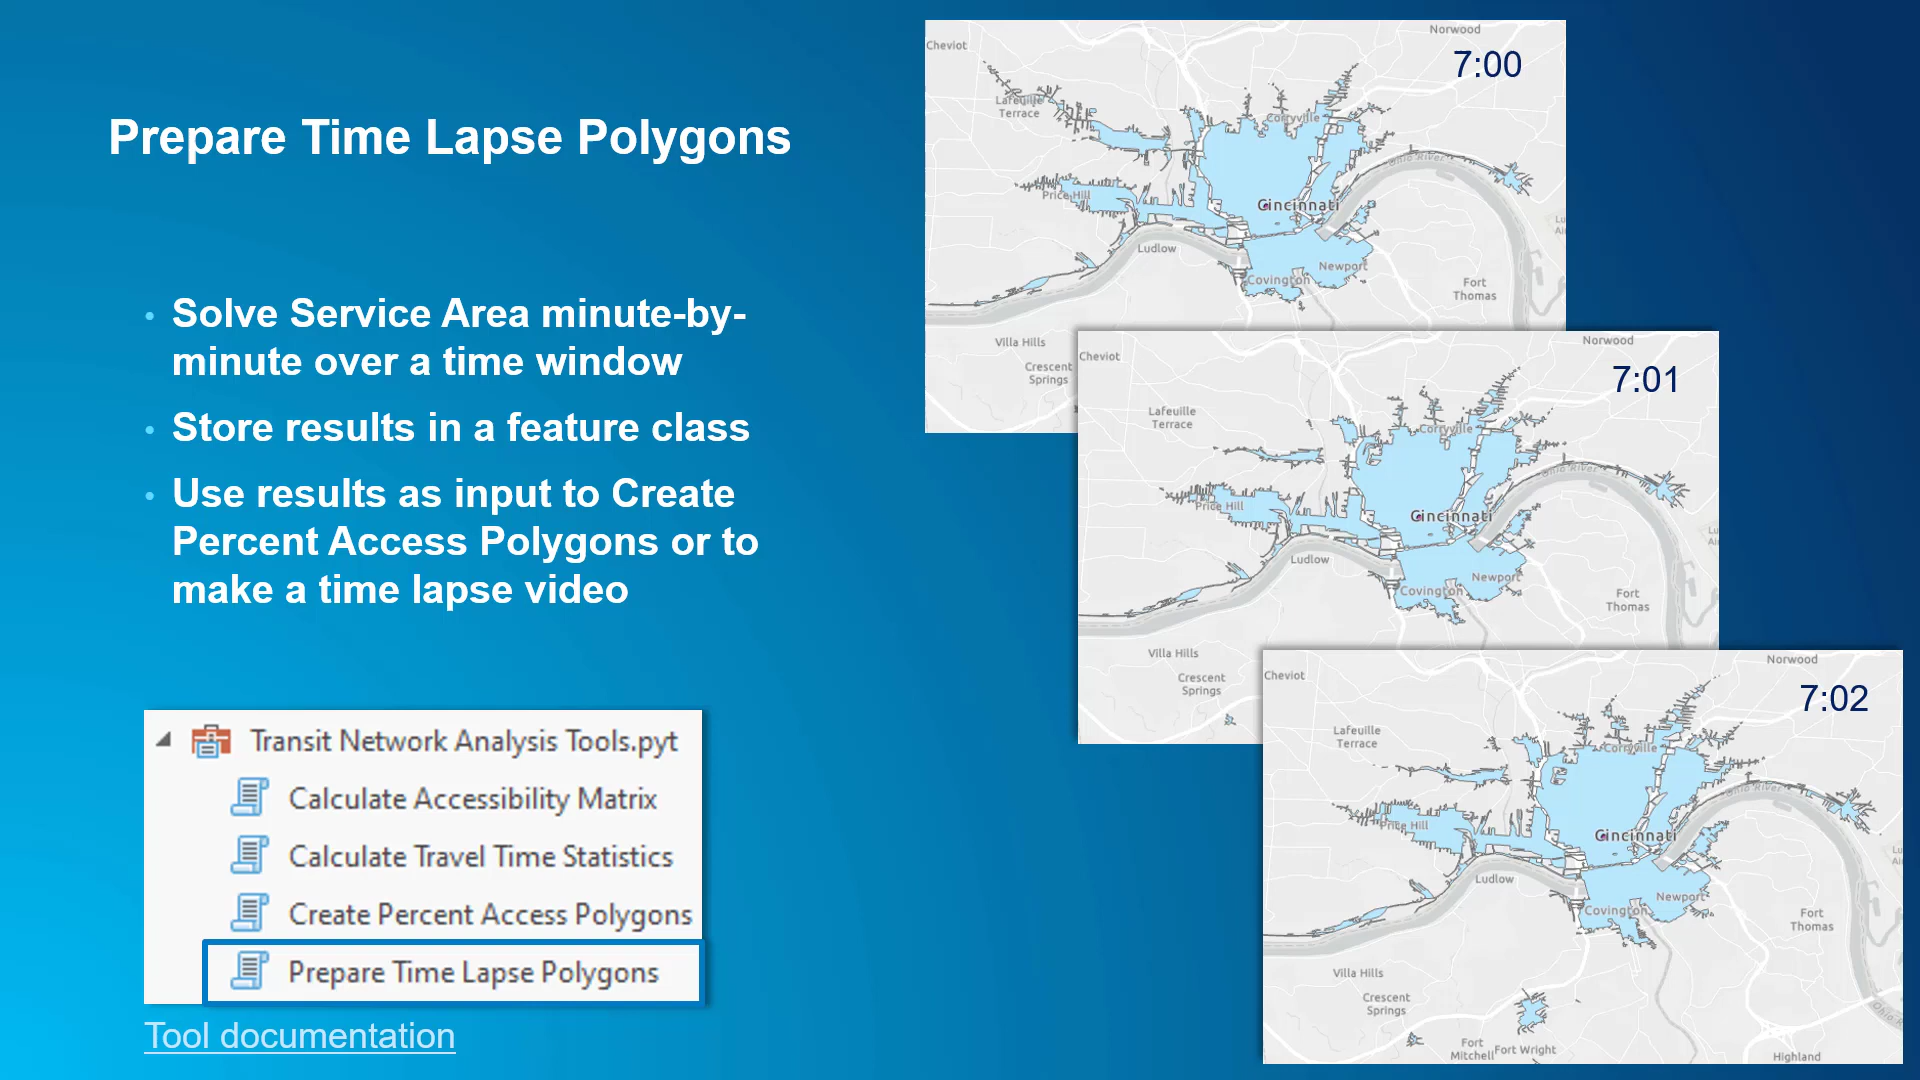 Prepare Time Lapse Polygons
• Solve Service Area minute-by-
minute over a time window
• Store results in a feature class
• Use results as input to Create
Percent Access Polygons or to
make a time lapse video
Transit Network Analysis Tools.pyt
Calculate Accessibility Matrix
Calculate Travel Time Statistics
Create Percent Access Polygons
Prepare Time Lapse Polygons
Tool documentation
Norwood
Cheviot
7:00
Lafeuille
Terrace
Corryville
Ohio River
Price Hill
Cincinnati
Ludlow
Newport
Covington
Fort
Thomas
Villa Hills
Crescent
Springs
Norwood
Cheviot
7:01
Lafeuille
Terrace
Corryville
Ohio River
Price Hill
Cincinnati
Ludlow
Newport
Covington
Fort
Thomas
Villa Hills
Crescent
Springs
Norwood
Cheviot
7:02
Lafeuille
Terrace
Corryville
Ohio River
Price Hill
Cincinnati
Ludlow
Newport
Covington
Fort
Thomas
Villa Hills
Crescent
Springs
Ohio River
Fort
Mitchell
Fort Wright
Highland